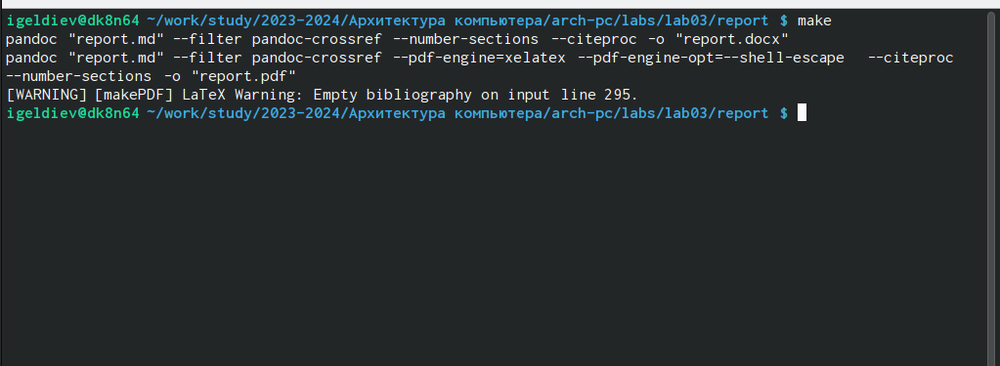 igeldiev@dk8n64 ~/work/study/2023-2024/Архитектура компьютера/arch-pc/labs/lab03/report $ make
pandoc "report.md" --filter pandoc-crossref --number-sections --citeproc -o "report.docx"
pandoc "report.md" --filter pandoc-crossref --pdf-engine=xelatex --pdf-engine-opt=--shell-escape  --citeproc
--number-sections -o "report.pdf"
[WARNING] [makePDF] LaTeX Warning: Empty bibliography on input line 295.
igeldiev@dk8n64 ~/work/study/2023-2024/Архитектура компьютера/arch-pc/labs/lab03/report $